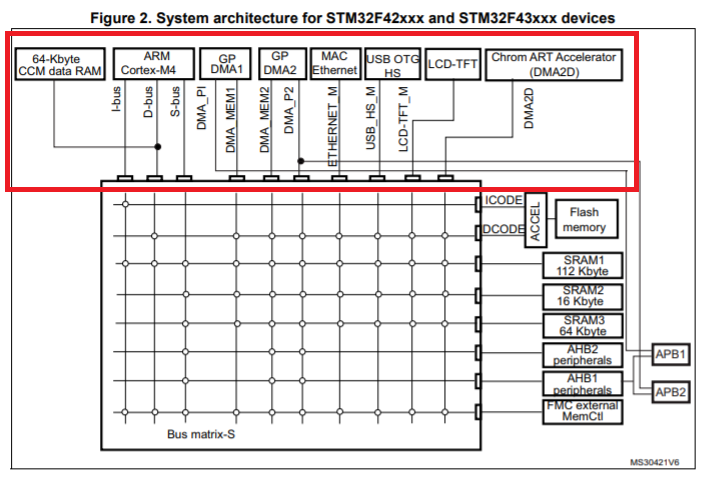 Figure 2. System architecture for STM32F42xxx and STM32F43xxx devices
64-Kbyte
CCM data RAM
ARM
Cortex-M4
GP
DMA1
GP
DMA2
MAC
Ethernet
USB OTG
HS
LCD-TFT
Chrom ART Accelerator
(DMA2D)
I-bus
D-bus
S-bus
DMA_PI
DMA_MEM1
DMA_MEM2
DMA_P2
ETHERNET_M
USB_HS_M
LCD-TFT_M
DMA2D
ICODE
DCODE
ACCEL
Flash
memory
SRAM1
112 Kbyte
SRAM2
16 Kbyte
SRAM3
64 Kbyte
AHB2
peripherals
AHB1
peripherals
FMC external
MemCtl
APB1
APB2
Bus matrix-S
MS30421V6